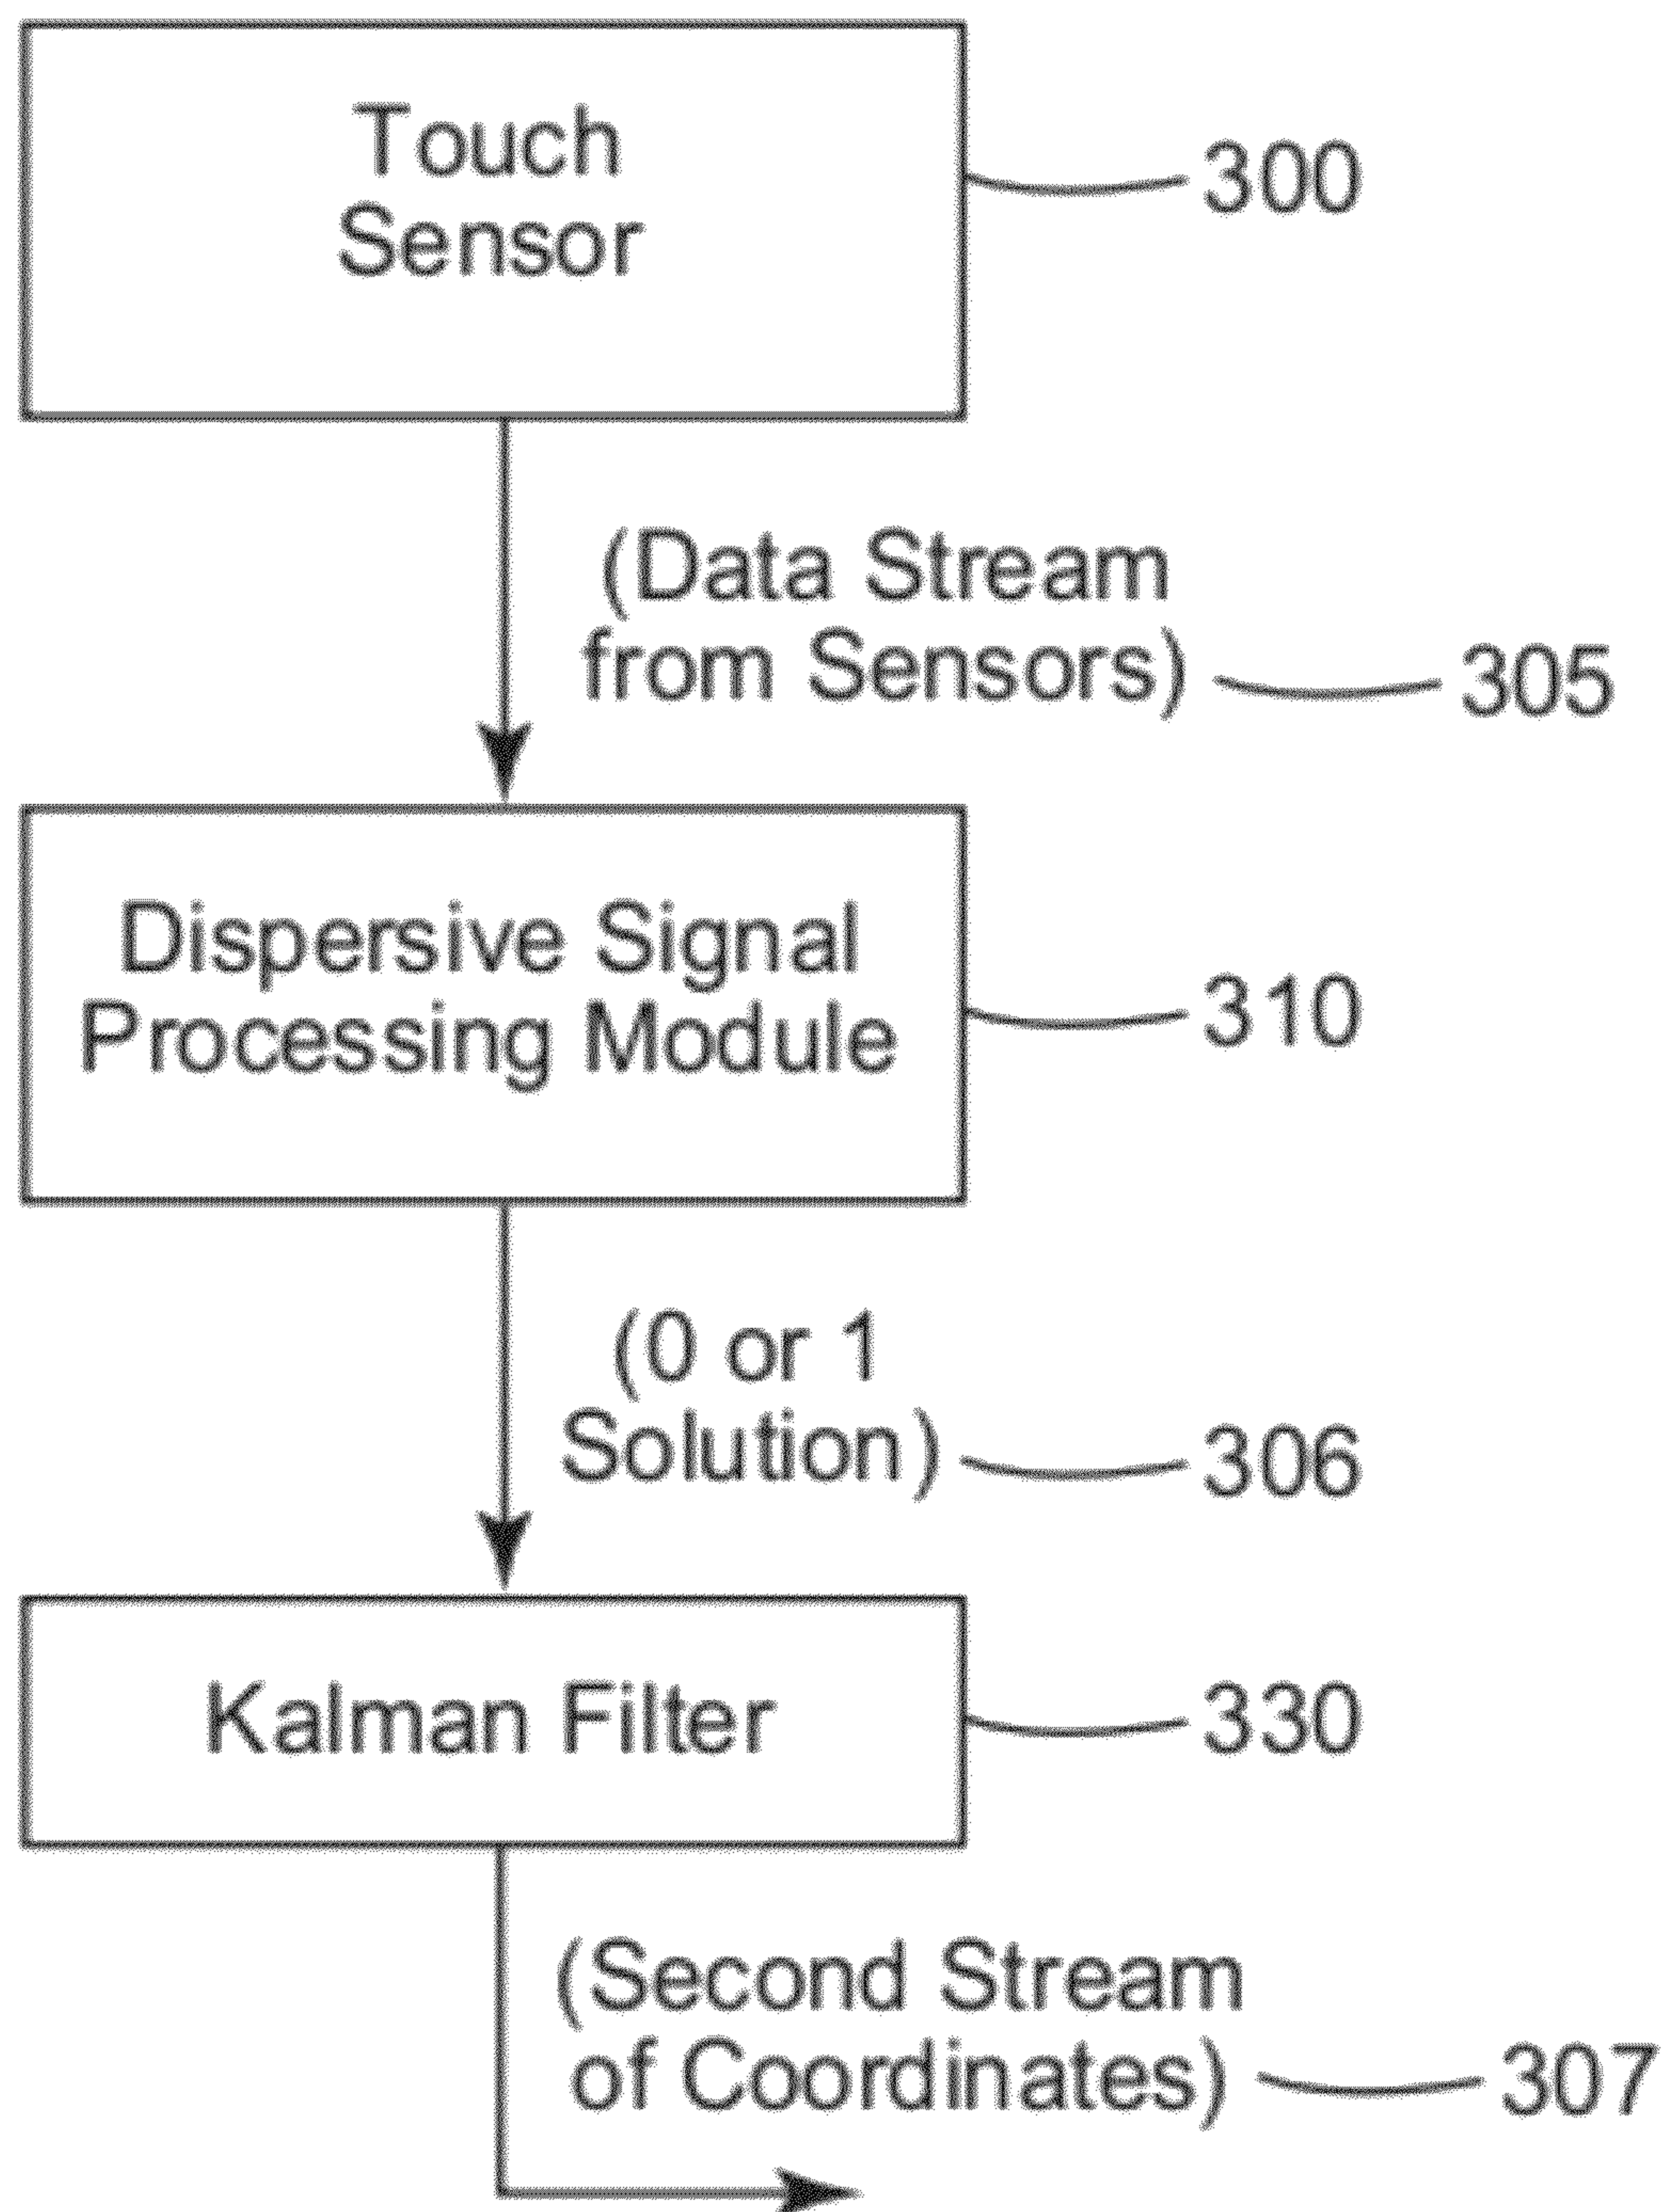 Touch
Sensor
300
(Data Stream
from Sensors)
305
Dispersive Signal
Processing Module
310
(0 or 1
Solution)
306
Kalman Filter
330
(Second Stream
of Coordinates)
307